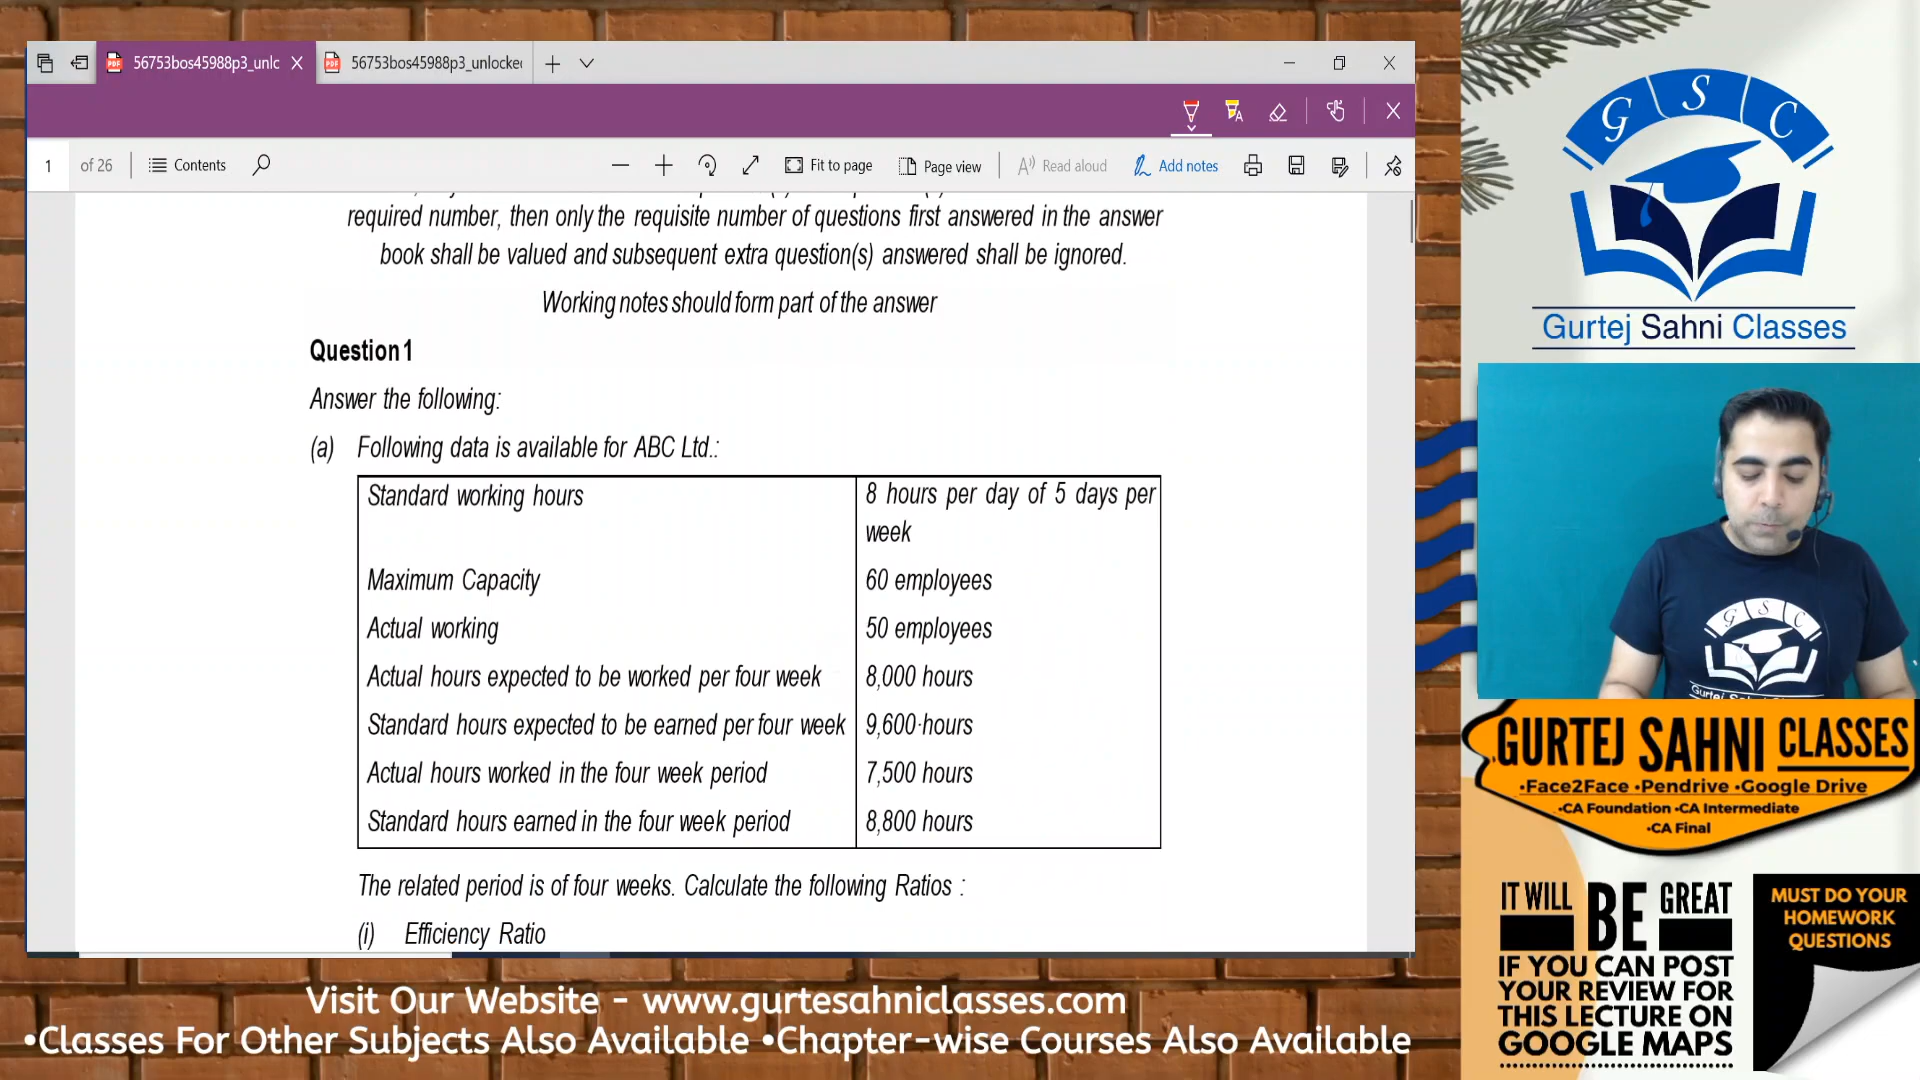 56753bos45988p3_unlc
56753bos45988p3_unlocke
1 of 26
Contents
Fit to page
Page view
Read aloud
Add notes
required number, then only the requisite number of questions first answered in the answer
book shall be valued and subsequent extra question(s) answered shall be ignored.
Working notes should form part of the answer
Question 1
Answer the following:
(a) Following data is available for ABC Ltd.:
Standard working hours 8 hours per day of 5 days per
week
Maximum Capacity 60 employees
Actual working 50 employees
Actual hours expected to be worked per four week 8,000 hours
Standard hours expected to be earned per four week 9,600·hours
Actual hours worked in the four week period 7,500 hours
Standard hours earned in the four week period 8,800 hours
The related period is of four weeks. Calculate the following Ratios :
(i) Efficiency Ratio
G S C
Gurtej Sahni Classes
G S C
GURTEJ SAHNI CLASSES
•Face2Face •Pendrive •Google Drive
•CA Foundation •CA Intermediate
•CA Final
IT WILL BE GREAT
IF YOU CAN POST
YOUR REVIEW FOR
THIS LECTURE ON
GOOGLE MAPS
MUST DO YOUR
HOMEWORK
QUESTIONS
Visit Our Website - www.gurtesahniclasses.com
•Classes For Other Subjects Also Available •Chapter-wise Courses Also Available